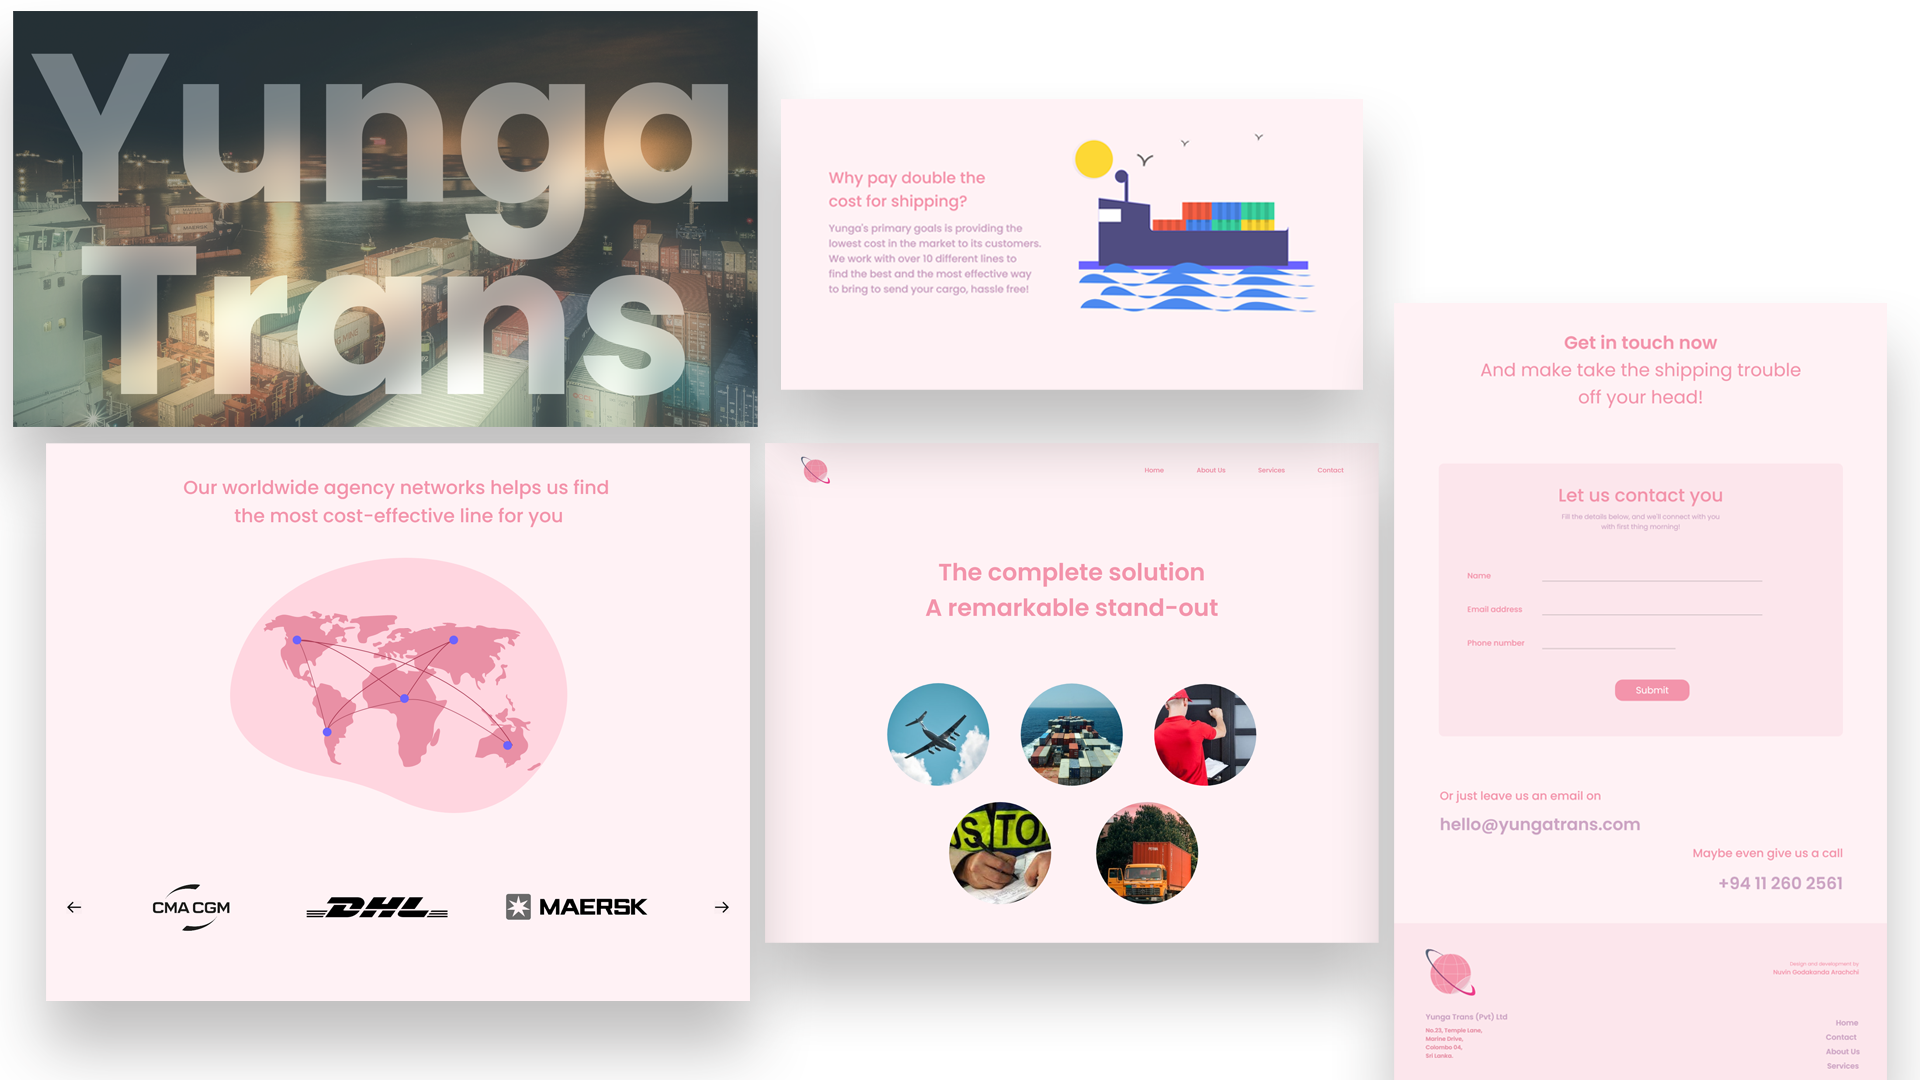 Yunga
Trans
Why pay double the
cost for shipping?
Yunga's primary goals is providing the
lowest cost in the market to its customers.
We work with over 10 different lines to
find the best and the most effective way
to bring to send your cargo, hassle free!
Our worldwide agency networks helps us find
the most cost-effective line for you
CMA CGM
DHL
MAERSK
Home About Us Services Contact
The complete solution
A remarkable stand-out
STO
Get in touch now
And make take the shipping trouble
off your head!
Let us contact you
Fill the details below, and we'll connect with you
with first thing morning!
Name
Email address
Phone number
Submit
Or just leave us an email on
hello@yungatrans.com
Maybe even give us a call
+94 11 260 2561
Design and development by
Nuvin Godakanda Arachchi
Yunga Trans (Pvt) Ltd
No.23, Temple Lane,
Marine Drive,
Colombo 04,
Sri Lanka.
Home
Contact
About Us
Services